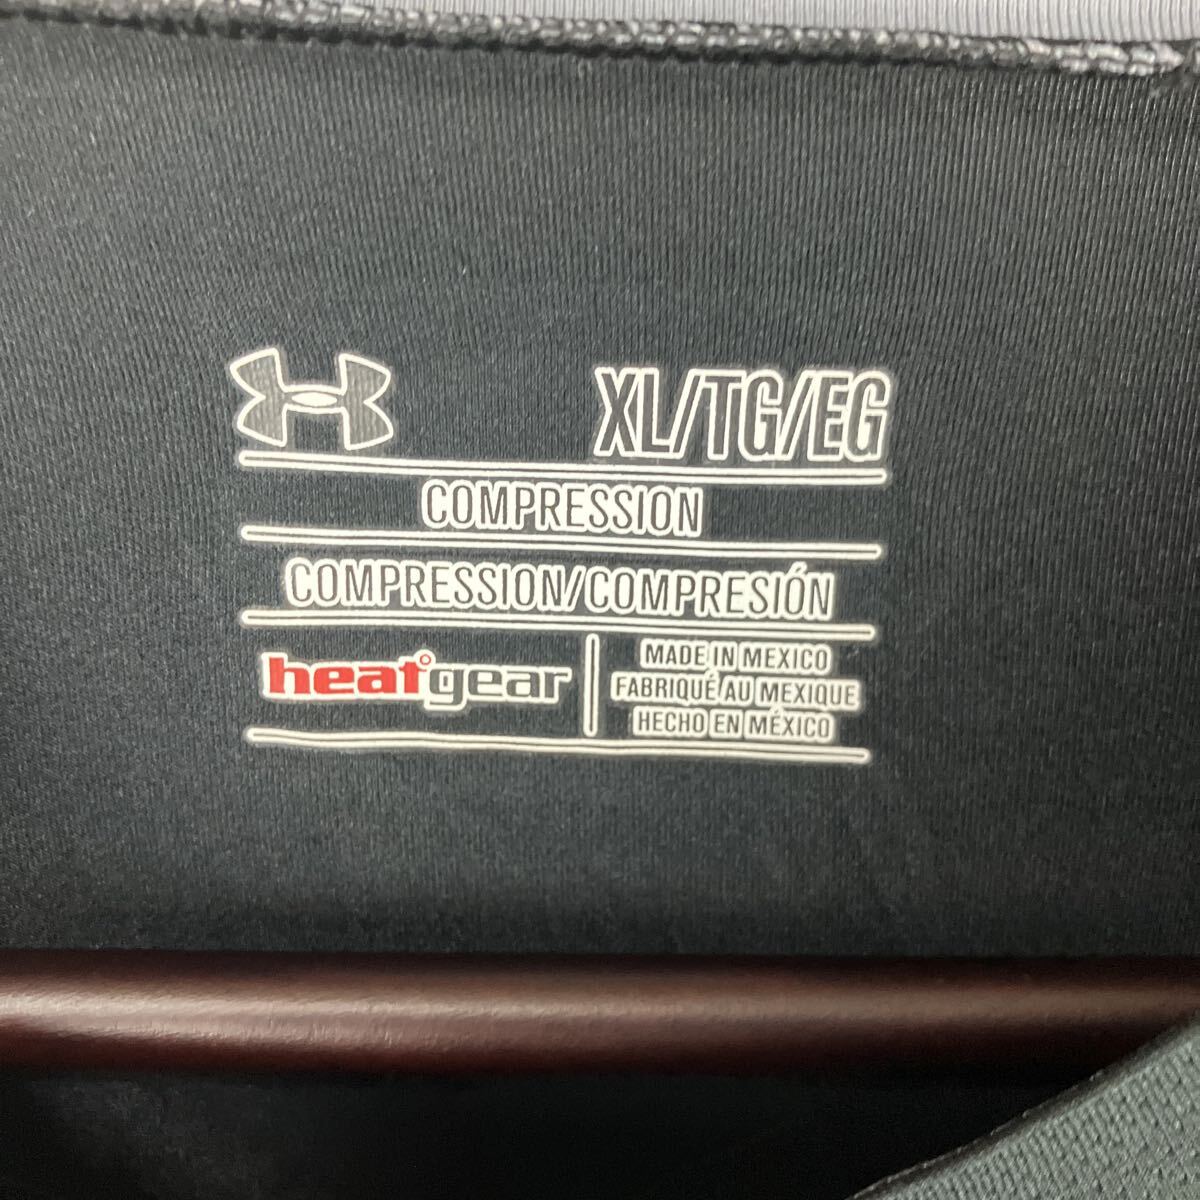 XL/TG/EG
COMPRESSION
COMPRESSION/COMPRESIÓN
heatgear
MADE IN MEXICO
FABRIQUÉ AU MEXIQUE
HECHO EN MÉXICO